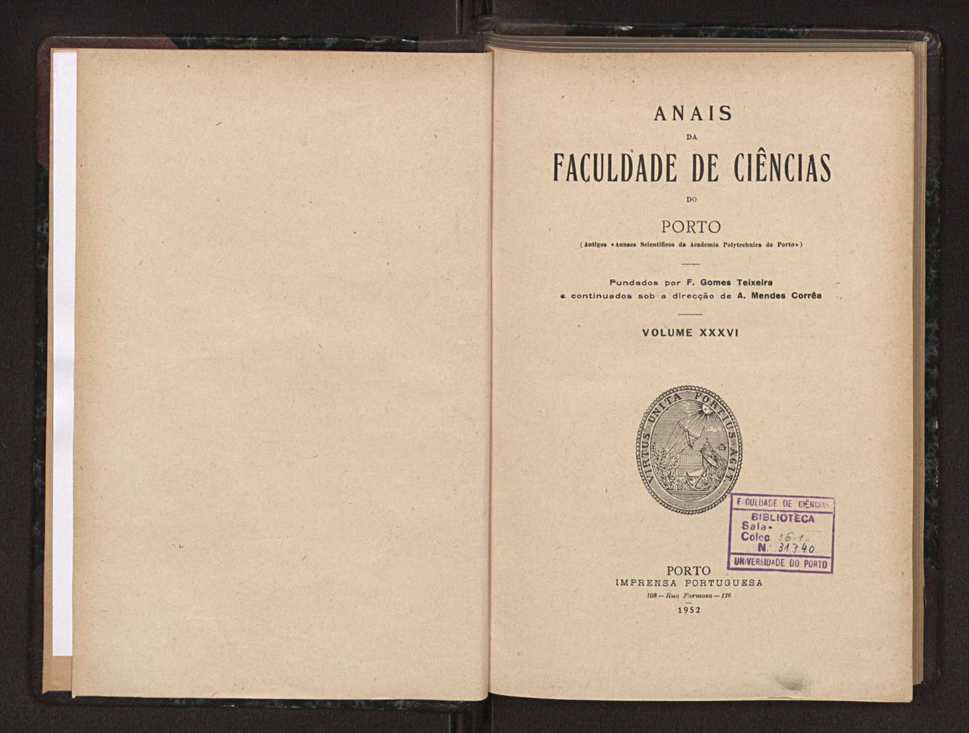 ANAIS
DA
FACULDADE DE CIÊNCIAS
DO
PORTO
(Antigos «Annaes Scientificos da Academia Polytechnica do Porto»)
Fundados por F. Gomes Teixeira
e continuados sob a direcção de A. Mendes Corrêa
VOLUME XXXVI
VIRTUS UNITA FORTIUS AGIT
FACULDADE DE CIÊNCIAS
BIBLIOTECA
Sala
Coleç
N. 31740
UNIVERSIDADE DO PORTO
PORTO
IMPRENSA PORTUGUESA
108 — Rua Formosa — 116
1952